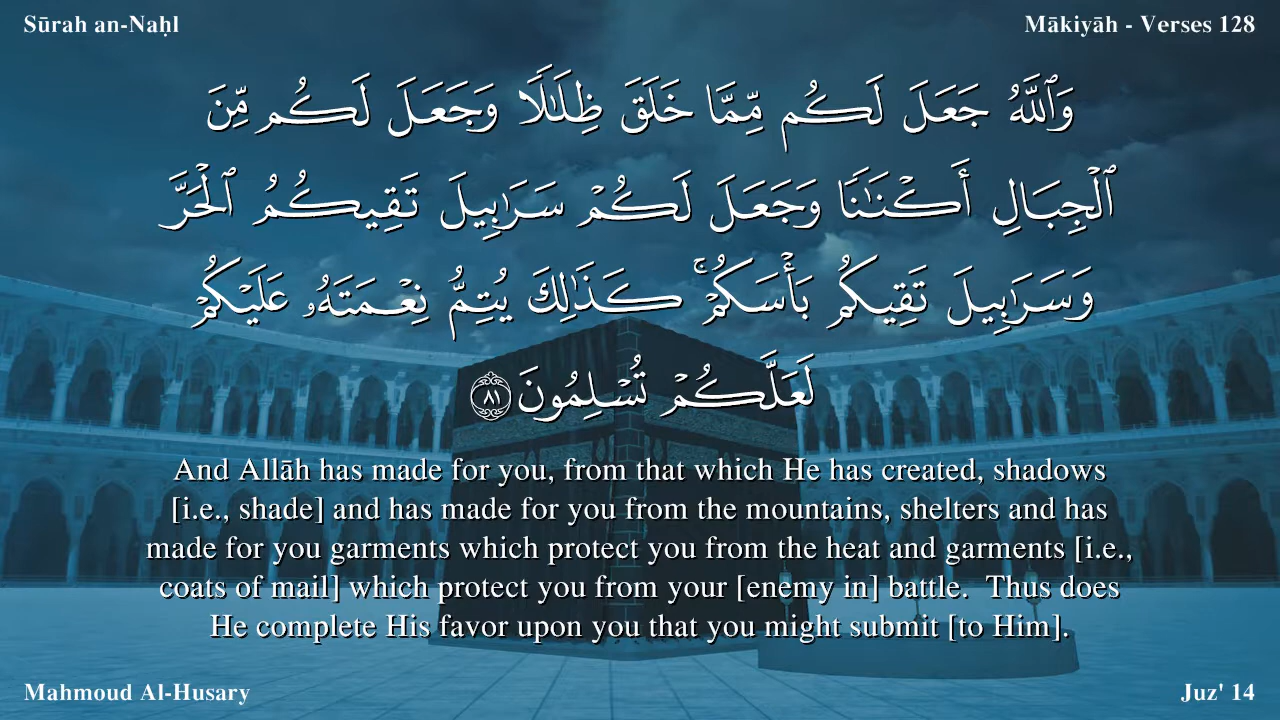 Sūrah an-Naḥl
Mākiyāh - Verses 128
وَٱللَّهُ جَعَلَ لَكُم مِّمَّا خَلَقَ ظِلَـٰلًا وَجَعَلَ لَكُم مِّنَ
ٱلْجِبَالِ أَكْنَـٰنًا وَجَعَلَ لَكُمْ سَرَٰبِيلَ تَقِيكُمُ ٱلْحَرَّ
وَسَرَٰبِيلَ تَقِيكُم بَأْسَكُمْ ۚ كَذَٰلِكَ يُتِمُّ نِعْمَتَهُۥ عَلَيْكُمْ
لَعَلَّكُمْ تُسْلِمُونَ ٨١
And Allāh has made for you, from that which He has created, shadows
[i.e., shade] and has made for you from the mountains, shelters and has
made for you garments which protect you from the heat and garments [i.e.,
coats of mail] which protect you from your [enemy in] battle.  Thus does
He complete His favor upon you that you might submit [to Him].
Mahmoud Al-Husary
Juz' 14